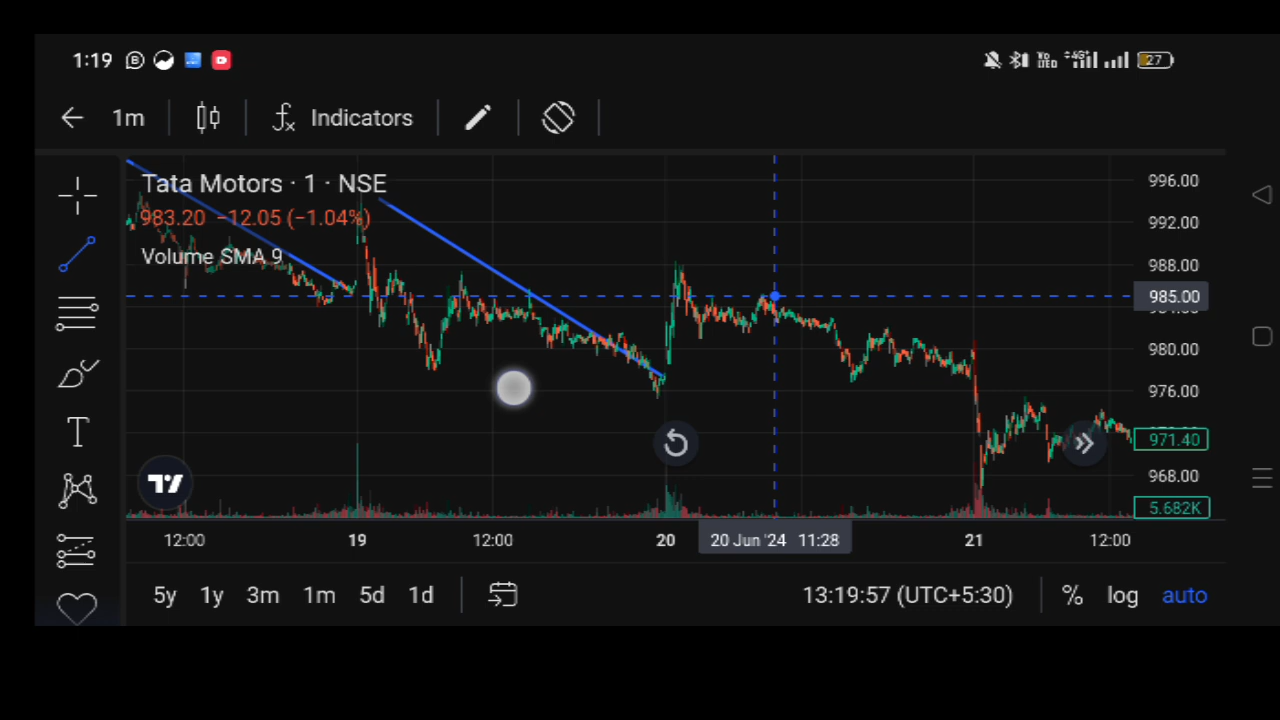 1:19
27
1m
Indicators
Tata Motors · 1 · NSE
983.20 −12.05 (−1.04%)
Volume SMA 9
996.00
992.00
988.00
985.00
980.00
976.00
971.40
968.00
5.682K
12:00
19
12:00
20
20 Jun '24 11:28
21
12:00
5y 1y 3m 1m 5d 1d
13:19:57 (UTC+5:30)
% log auto